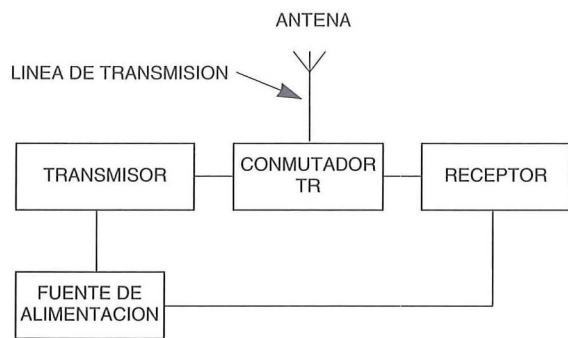 ANTENA
LINEA DE TRANSMISION
TRANSMISOR
CONMUTADOR
TR
RECEPTOR
FUENTE DE
ALIMENTACION